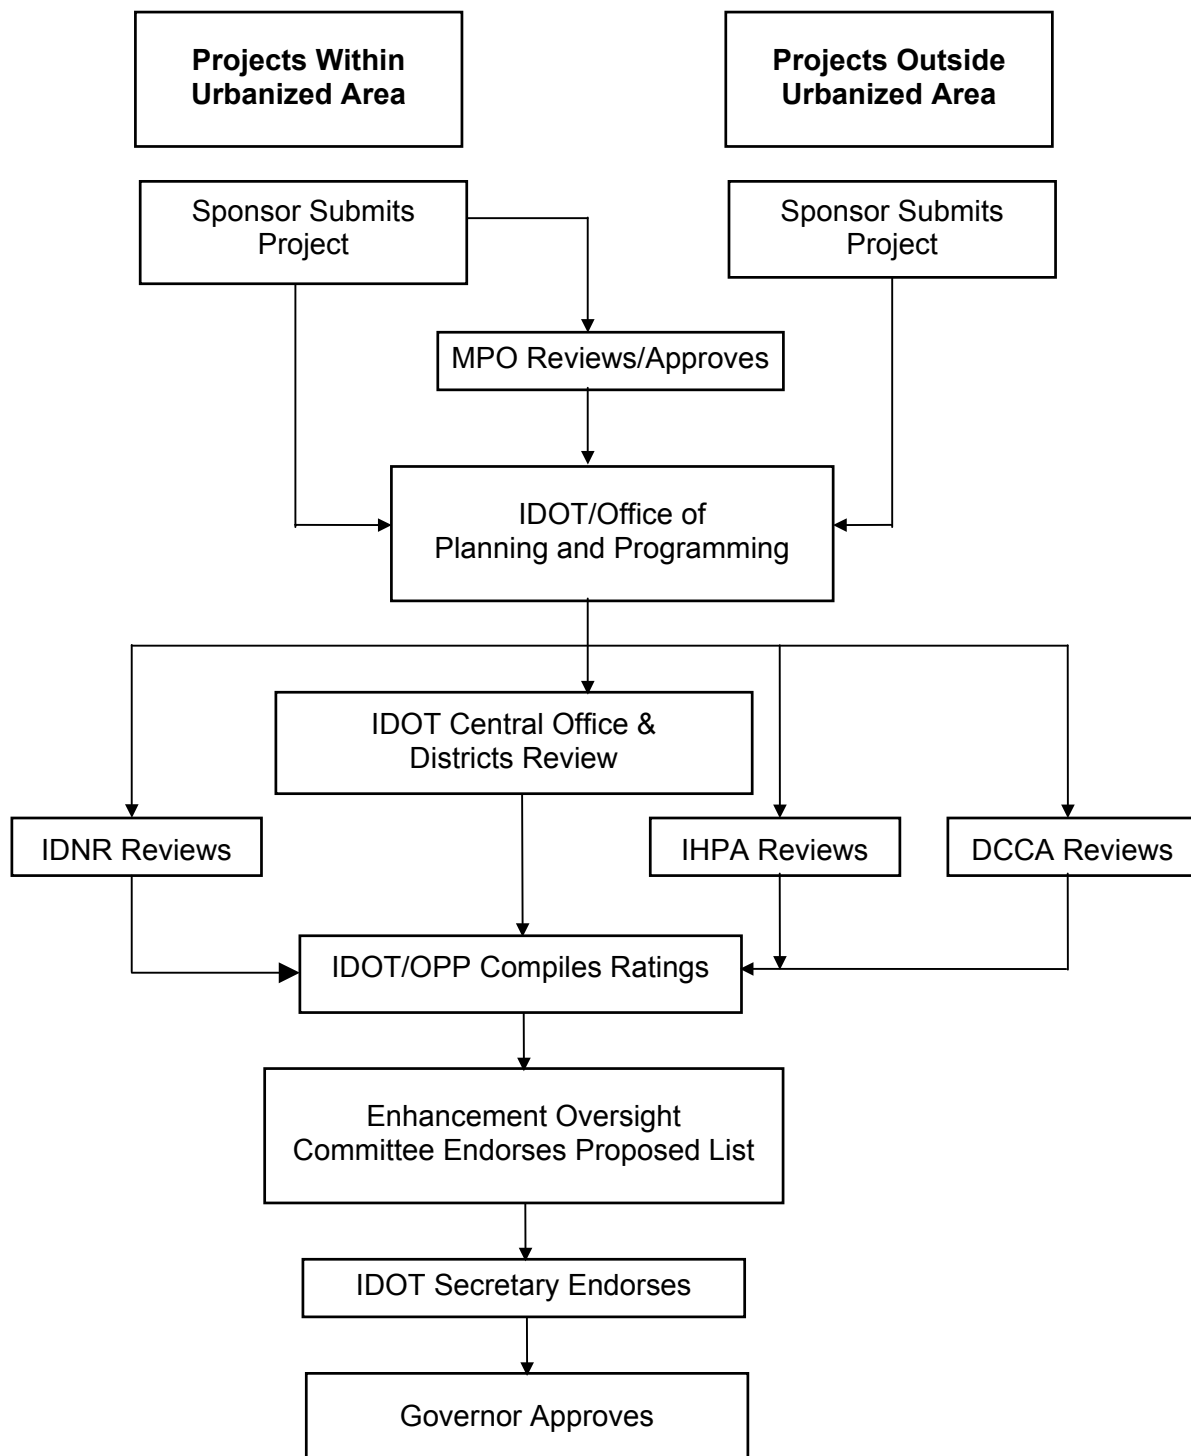 Projects Within
Urbanized Area
Projects Outside
Urbanized Area
Sponsor Submits
Project
Sponsor Submits
Project
MPO Reviews/Approves
IDOT/Office of
Planning and Programming
IDOT Central Office &
Districts Review
IDNR Reviews
IHPA Reviews
DCCA Reviews
IDOT/OPP Compiles Ratings
Enhancement Oversight
Committee Endorses Proposed List
IDOT Secretary Endorses
Governor Approves